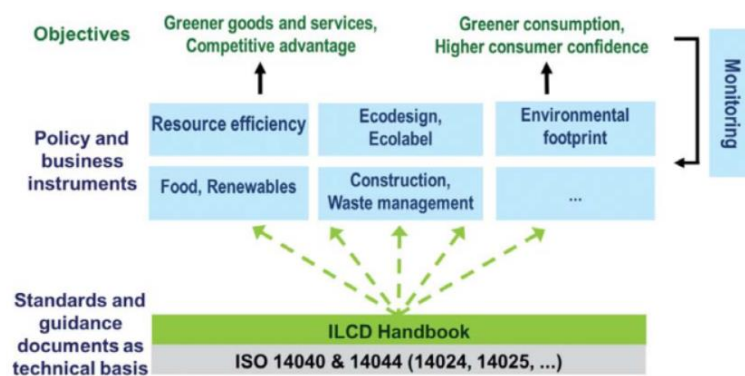 Objectives
Greener goods and services,
Competitive advantage
Greener consumption,
Higher consumer confidence
Monitoring
Policy and
business
instruments
Resource efficiency
Ecodesign,
Ecolabel
Environmental
footprint
Food, Renewables
Construction,
Waste management
...
Standards and
guidance
documents as
technical basis
ILCD Handbook
ISO 14040 & 14044 (14024, 14025, ...)